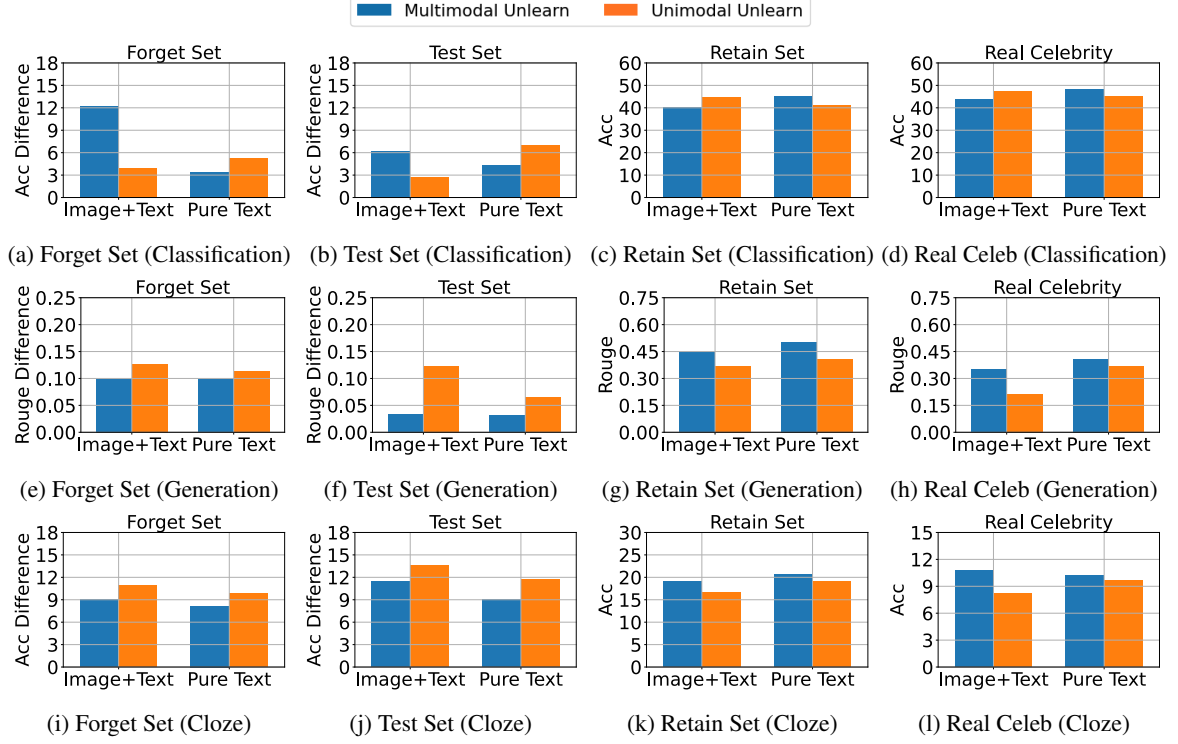 Multimodal Unlearn Unimodal Unlearn
Forget Set
Acc Difference
18
15
12
9
6
3
0
Image+Text Pure Text
(a) Forget Set (Classification)
Test Set
Acc Difference
18
15
12
9
6
3
0
Image+Text Pure Text
(b) Test Set (Classification)
Retain Set
Acc
60
50
40
30
20
10
0
Image+Text Pure Text
(c) Retain Set (Classification)
Real Celebrity
Acc
60
50
40
30
20
10
0
Image+Text Pure Text
(d) Real Celeb (Classification)
Forget Set
Rouge Difference
0.25
0.20
0.15
0.10
0.05
0.00
Image+Text Pure Text
(e) Forget Set (Generation)
Test Set
Rouge Difference
0.25
0.20
0.15
0.10
0.05
0.00
Image+Text Pure Text
(f) Test Set (Generation)
Retain Set
Rouge
0.75
0.60
0.45
0.30
0.15
0.00
Image+Text Pure Text
(g) Retain Set (Generation)
Real Celebrity
Rouge
0.75
0.60
0.45
0.30
0.15
0.00
Image+Text Pure Text
(h) Real Celeb (Generation)
Forget Set
Acc Difference
18
15
12
9
6
3
0
Image+Text Pure Text
(i) Forget Set (Cloze)
Test Set
Acc Difference
18
15
12
9
6
3
0
Image+Text Pure Text
(j) Test Set (Cloze)
Retain Set
Acc
30
25
20
15
10
5
0
Image+Text Pure Text
(k) Retain Set (Cloze)
Real Celebrity
Acc
15
12
9
6
3
0
Image+Text Pure Text
(l) Real Celeb (Cloze)